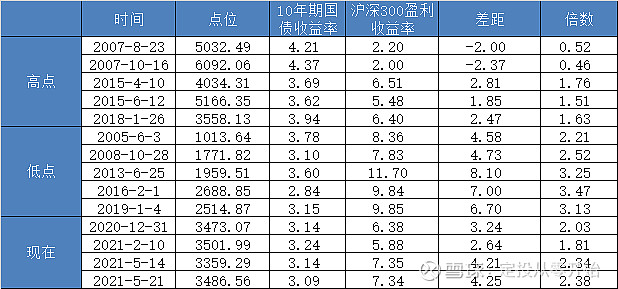 时间 点位 10年期国债收益率 沪深300盈利收益率 差距 倍数
高点
2007-8-23 5032.49 4.21 2.20 -2.00 0.52
2007-10-16 6092.06 4.37 2.00 -2.37 0.46
2015-4-10 4034.31 3.69 6.51 2.81 1.76
2015-6-12 5166.35 3.62 5.48 1.85 1.51
2018-1-26 3558.13 3.94 6.40 2.47 1.63
低点
2005-6-3 1013.64 3.78 8.36 4.58 2.21
2008-10-28 1771.82 3.10 7.83 4.73 2.52
2013-6-25 1959.51 3.60 11.70 8.10 3.25
2016-2-1 2688.85 2.84 9.84 7.00 3.47
2019-1-4 2514.87 3.15 9.85 6.70 3.13
现在
2020-12-31 3473.07 3.14 6.38 3.24 2.03
2021-2-10 3501.99 3.24 5.88 2.64 1.81
2021-5-14 3359.29 3.14 7.35 4.21 2.34
2021-5-21 3486.56 3.09 7.34 4.25 2.38
雪球：定投从零开始